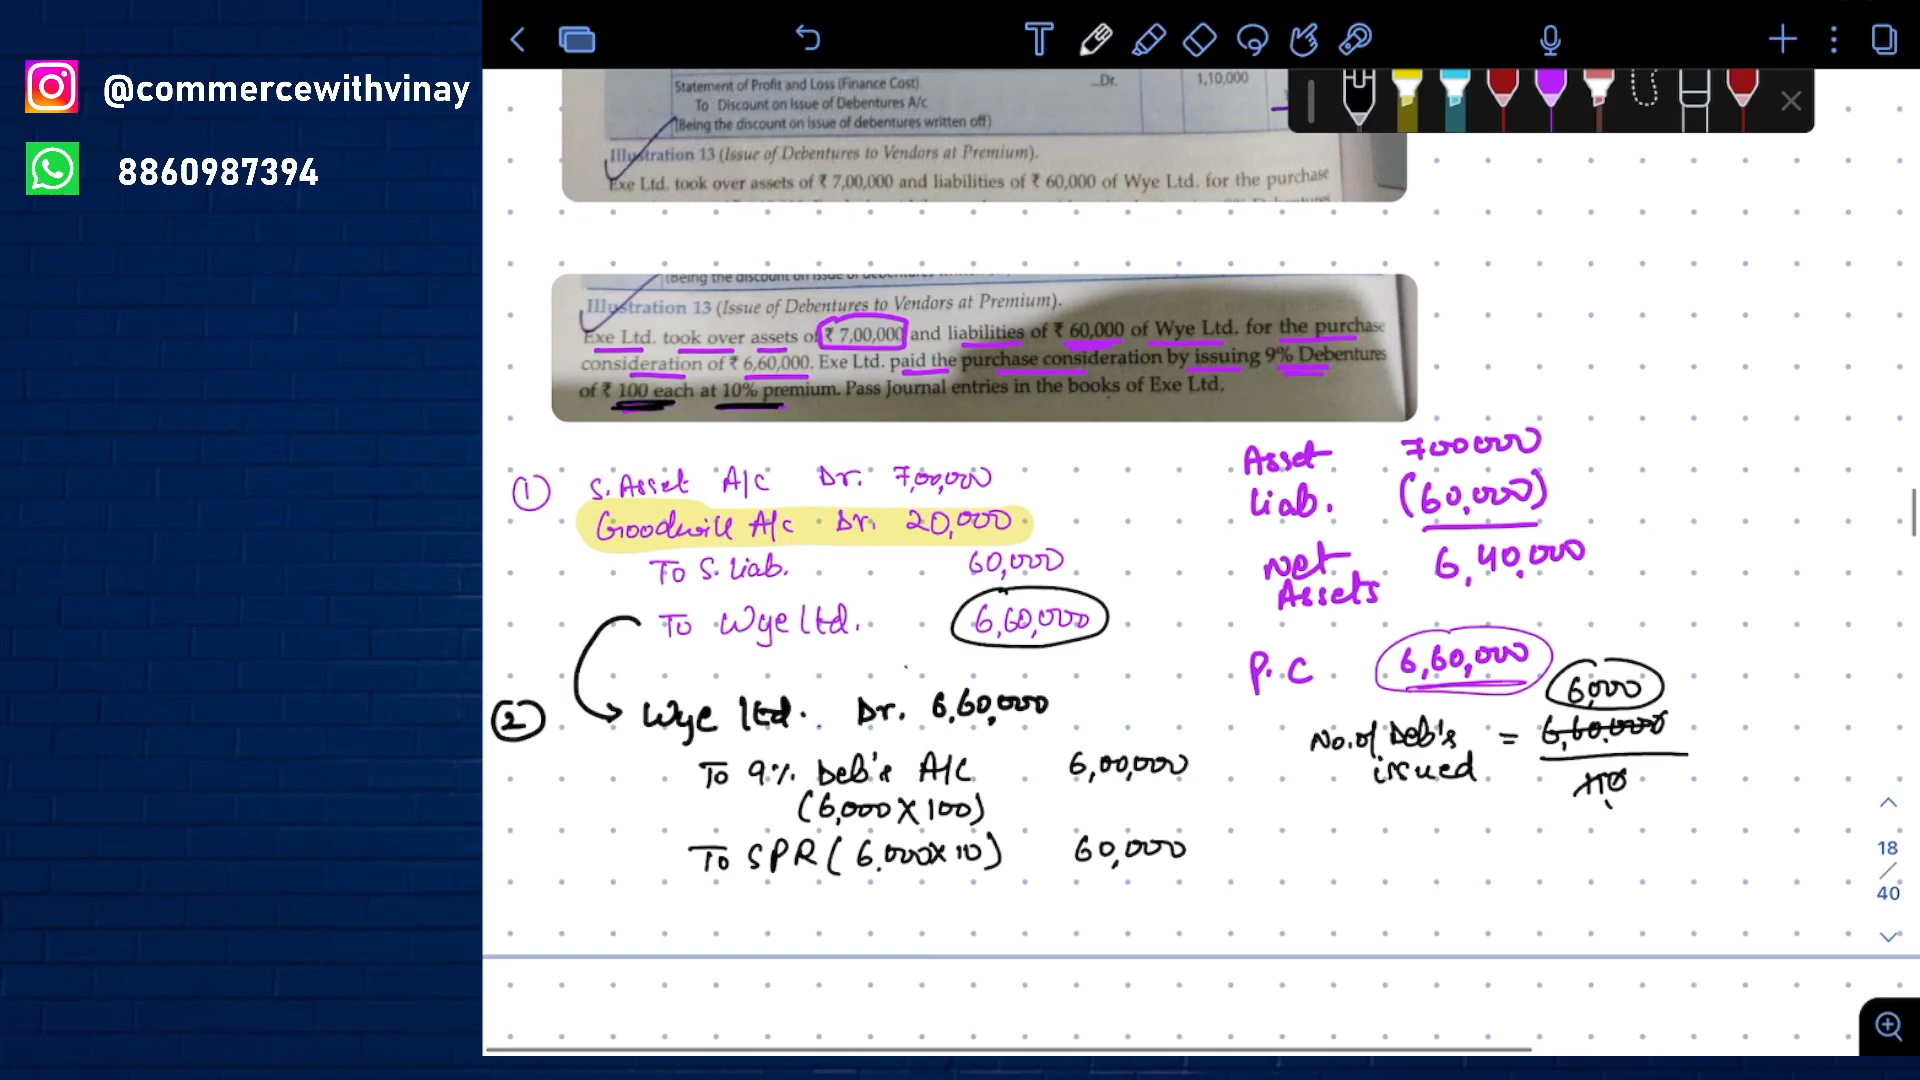 @commercewithvinay
8860987394
Statement of Profit and Loss (Finance Cost) ...Dr. 1,10,000
To Discount on Issue of Debentures A/c
(Being the discount on issue of debentures written off)
Illustration 13 (Issue of Debentures to Vendors at Premium).
Exe Ltd. took over assets of ₹ 7,00,000 and liabilities of ₹ 60,000 of Wye Ltd. for the purchase
(Being the discount on issue of debentures
Illustration 13 (Issue of Debentures to Vendors at Premium).
Exe Ltd. took over assets of ₹ 7,00,000 and liabilities of ₹ 60,000 of Wye Ltd. for the purchase
consideration of ₹ 6,60,000. Exe Ltd. paid the purchase consideration by issuing 9% Debentures
of ₹ 100 each at 10% premium. Pass Journal entries in the books of Exe Ltd.
① S. Asset A/c Dr. 7,00,000
Goodwill A/c Dr. 20,000
To S. Liab. 60,000
To Wye Ltd. 6,60,000
② Wye Ltd. Dr. 6,60,000
To 9% Deb's A/C 6,00,000
(6,000 X 100)
To SPR (6,000 X 10) 60,000
Asset 700000
Liab. (60,000)
Net Assets 6,40,000
P.C 6,60,000
6000
No. of Deb's issued = 6,60,000
110
18
/
40